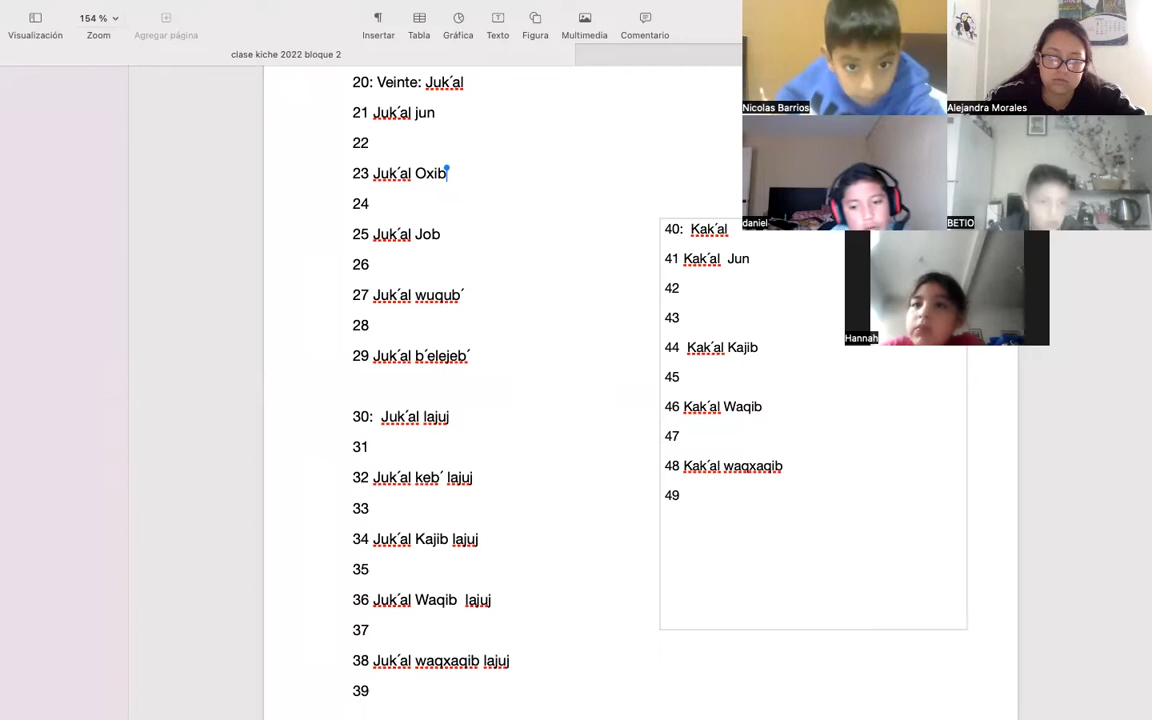 154 %
Visualización
Zoom
Agregar página
Insertar
Tabla
Gráfica
Texto
Figura
Multimedia
Comentario
clase kiche 2022 bloque 2
20: Veinte: Juk´al
21 Juk´al jun
22
23 Juk´al Oxib
24
25 Juk´al Job
26
27 Juk´al wuqub´
28
29 Juk´al b´elejeb´
30: Juk´al lajuj
31
32 Juk´al keb´ lajuj
33
34 Juk´al Kajib lajuj
35
36 Juk´al Waqib lajuj
37
38 Juk´al waqxaqib lajuj
39
40: Kak´al
41 Kak´al Jun
42
43
44 Kak´al Kajib
45
46 Kak´al Waqib
47
48 Kak´al waqxaqib
49
Nicolas Barrios
Alejandra Morales
daniel
BETIO
Hannah